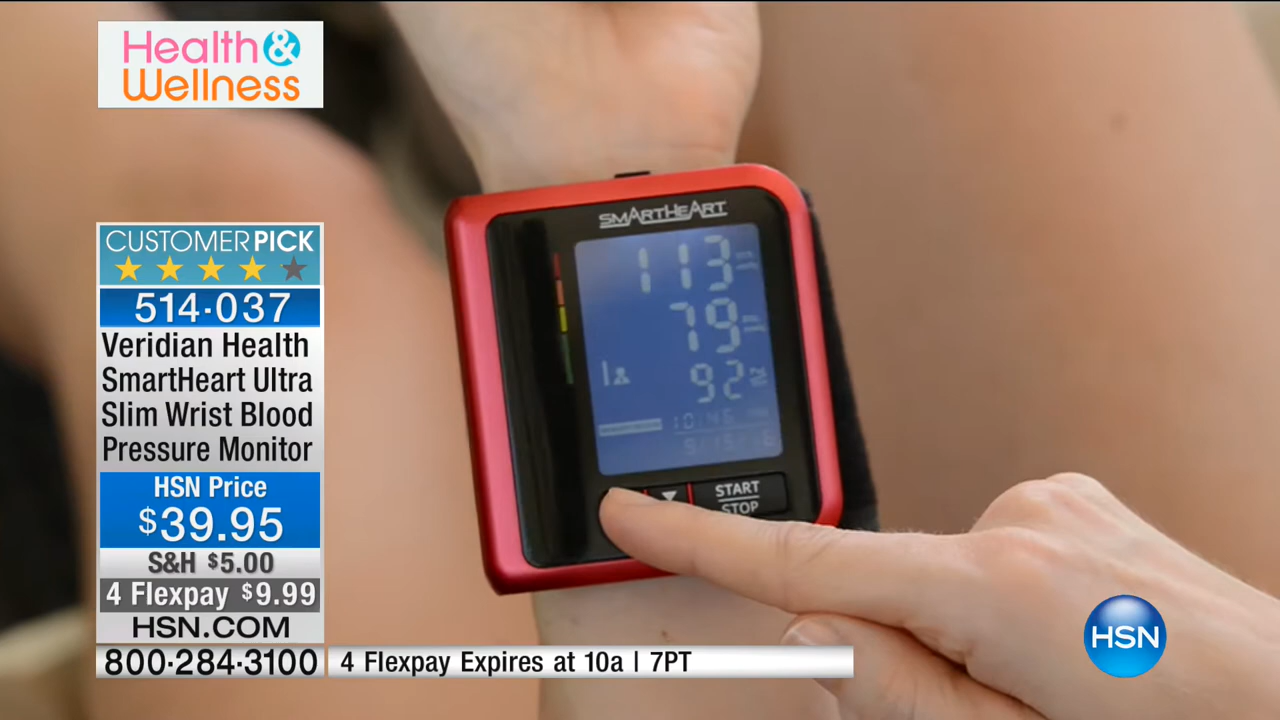 Health &
Wellness
CUSTOMER PICK
514·037
Veridian Health
SmartHeart Ultra
Slim Wrist Blood
Pressure Monitor
HSN Price
$39.95
S&H $5.00
4 Flexpay $9.99
HSN.COM
800·284·3100
4 Flexpay Expires at 10a | 7PT
SMARTHEART
113
79
92
START
STOP
HSN